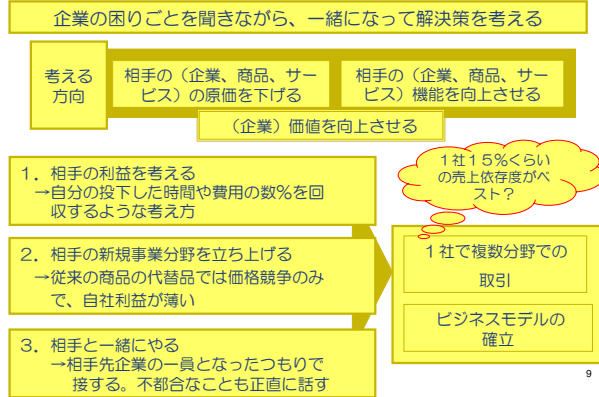 企業の困りごとを聞きながら、一緒になって解決策を考える
考える
方向
相手の（企業、商品、サー
ビス）の原価を下げる
相手の（企業、商品、サー
ビス）機能を向上させる
（企業）価値を向上させる
１．相手の利益を考える
→自分の投下した時間や費用の数％を回
収するような考え方
２．相手の新規事業分野を立ち上げる
→従来の商品の代替品では価格競争のみ
で、自社利益が薄い
３．相手と一緒にやる
→相手先企業の一員となったつもりで
接する。不都合なことも正直に話す
１社１５％くらい
の売上依存度がベ
スト？
１社で複数分野での
取引
ビジネスモデルの
確立
9